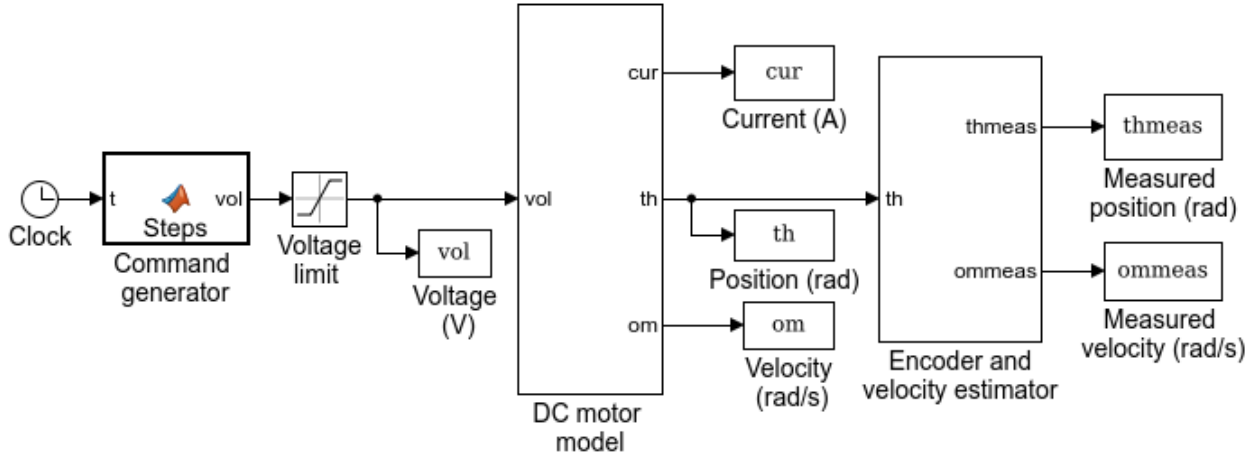 Clock
t
vol
Steps
Command
generator
Voltage
limit
vol
Voltage
(V)
vol
cur
th
om
DC motor
model
cur
Current (A)
th
Position (rad)
om
Velocity
(rad/s)
th
thmeas
ommeas
Encoder and
velocity estimator
thmeas
Measured
position (rad)
ommeas
Measured
velocity (rad/s)